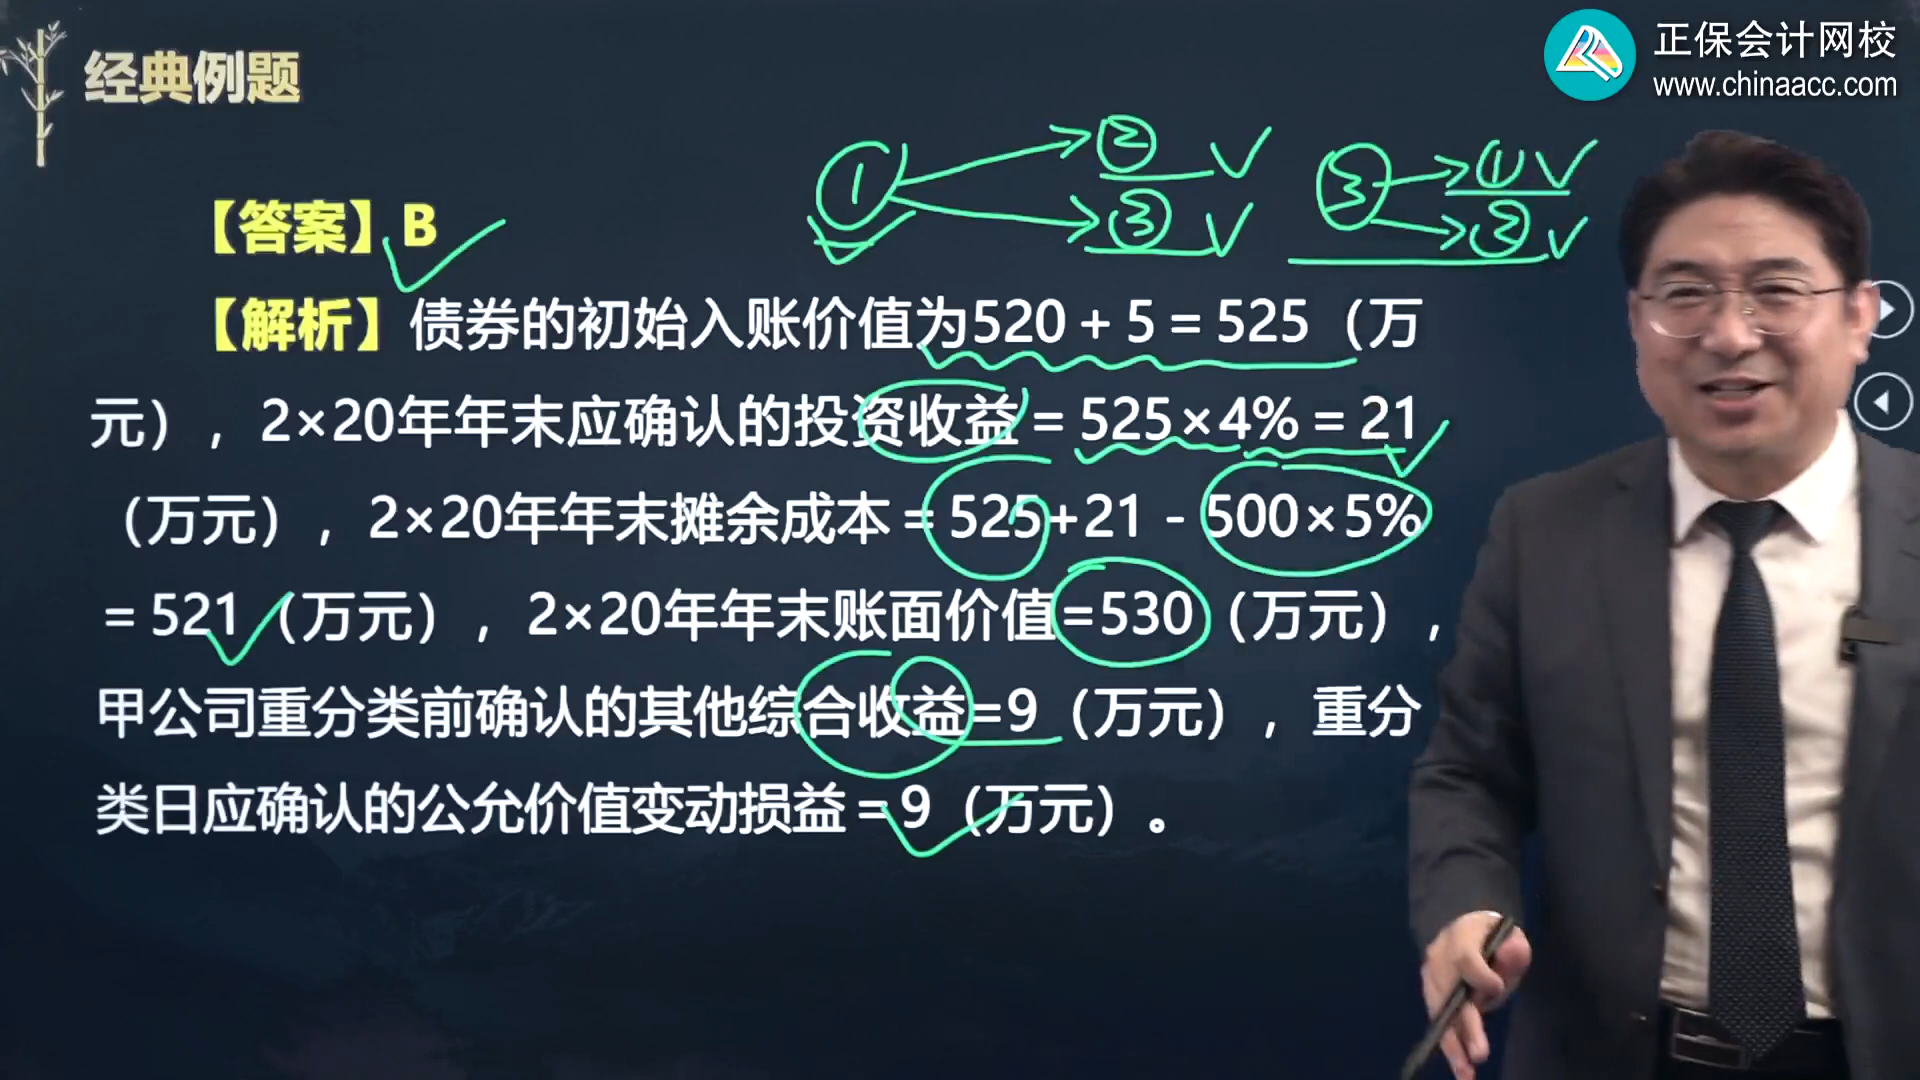 正保会计网校
www.chinaacc.com
经典例题
① ② ③ ③ ① ②
【答案】B
【解析】债券的初始入账价值为520+5=525（万
元），2×20年年末应确认的投资收益=525×4%=21
（万元），2×20年年末摊余成本=525+21-500×5%
=521（万元），2×20年年末账面价值=530（万元），
甲公司重分类前确认的其他综合收益=9（万元），重分
类日应确认的公允价值变动损益=9（万元）。